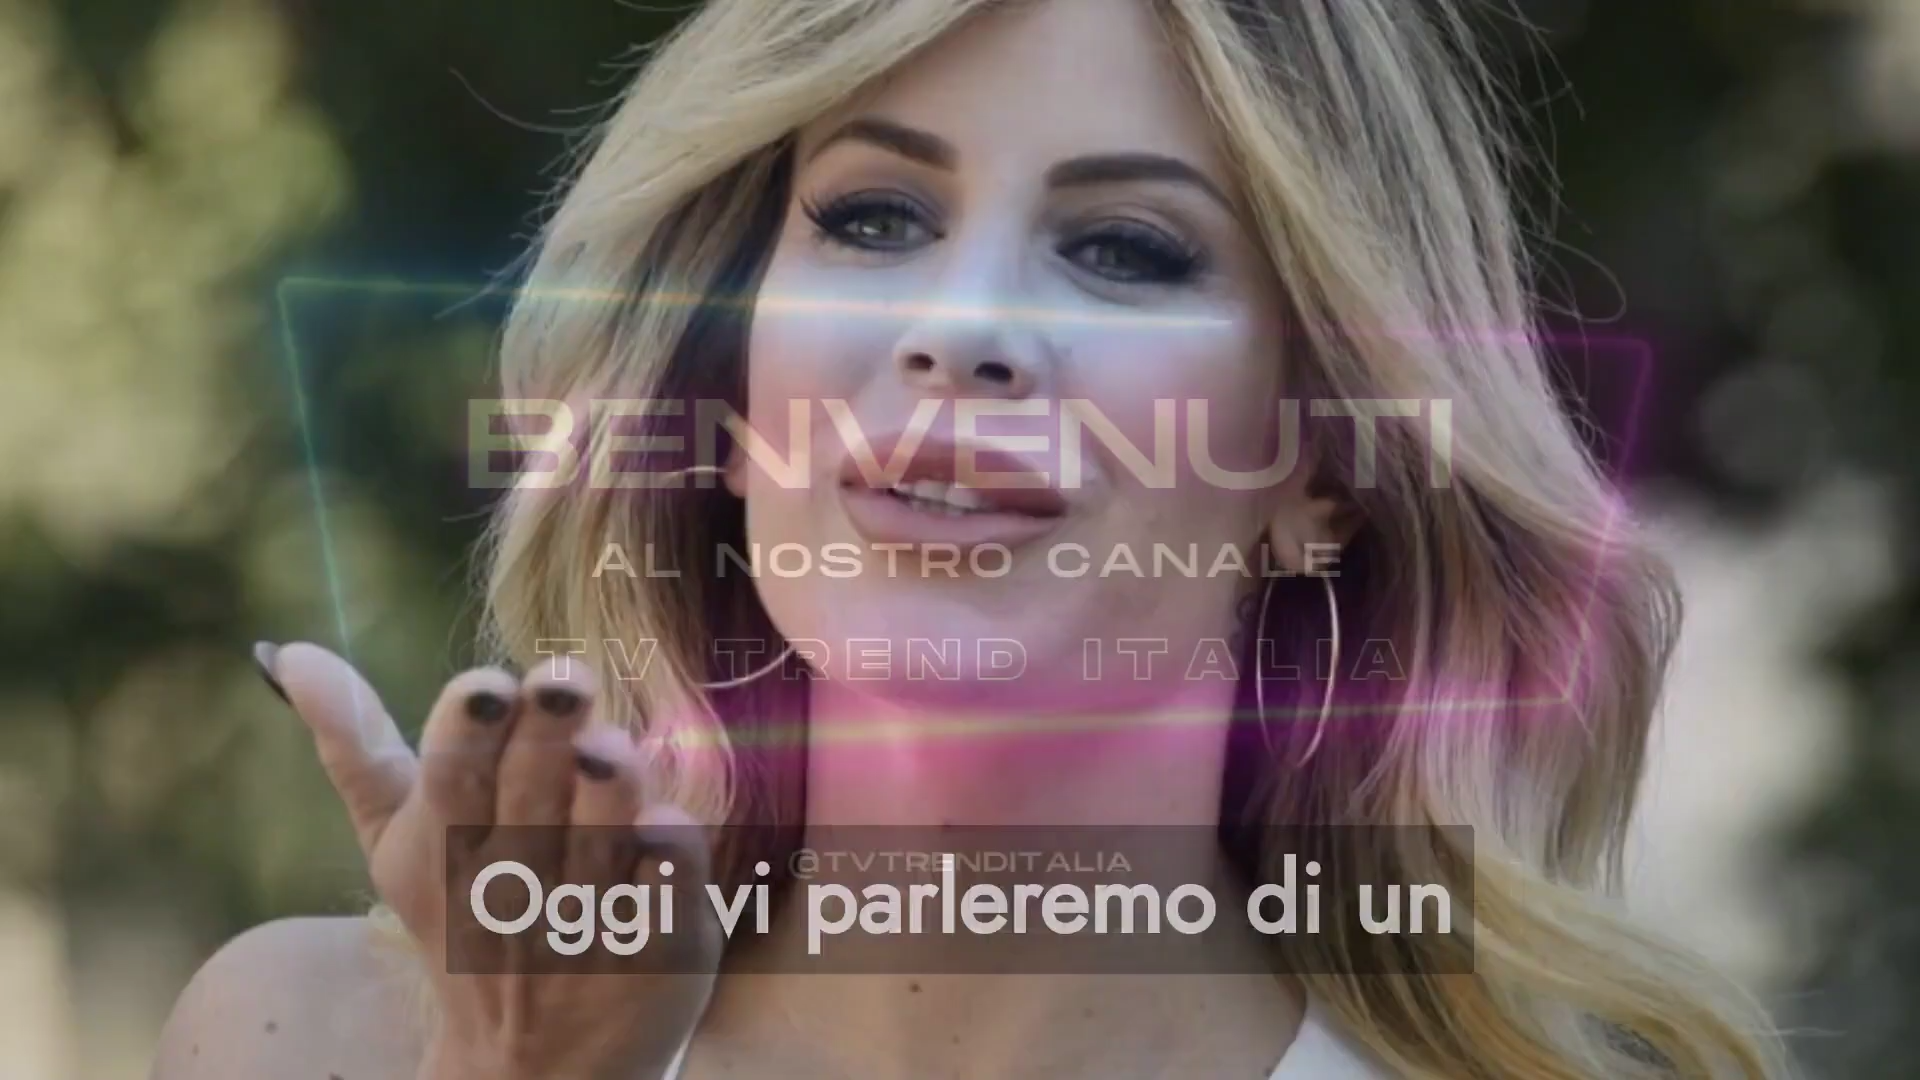 BENVENUTI
AL NOSTRO CANALE
TV TREND ITALIA
@TVTRENDITALIA
Oggi vi parleremo di un